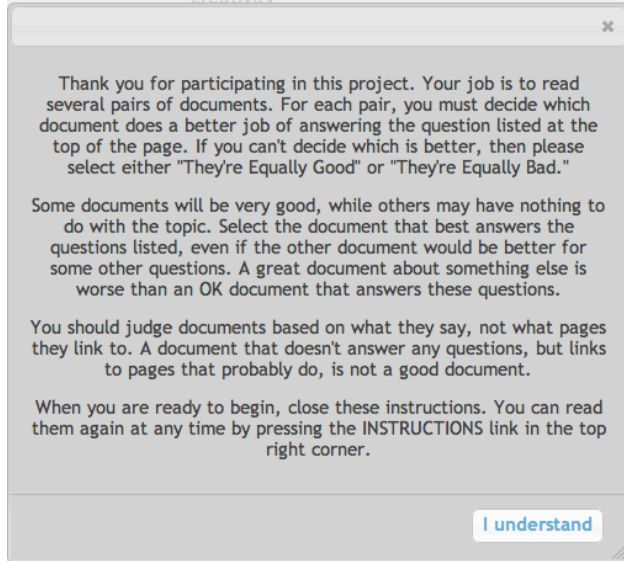 Thank you for participating in this project. Your job is to read
several pairs of documents. For each pair, you must decide which
document does a better job of answering the question listed at the
top of the page. If you can't decide which is better, then please
select either "They're Equally Good" or "They're Equally Bad."
Some documents will be very good, while others may have nothing to
do with the topic. Select the document that best answers the
questions listed, even if the other document would be better for
some other questions. A great document about something else is
worse than an OK document that answers these questions.
You should judge documents based on what they say, not what pages
they link to. A document that doesn't answer any questions, but links
to pages that probably do, is not a good document.
When you are ready to begin, close these instructions. You can read
them again at any time by pressing the INSTRUCTIONS link in the top
right corner.
I understand